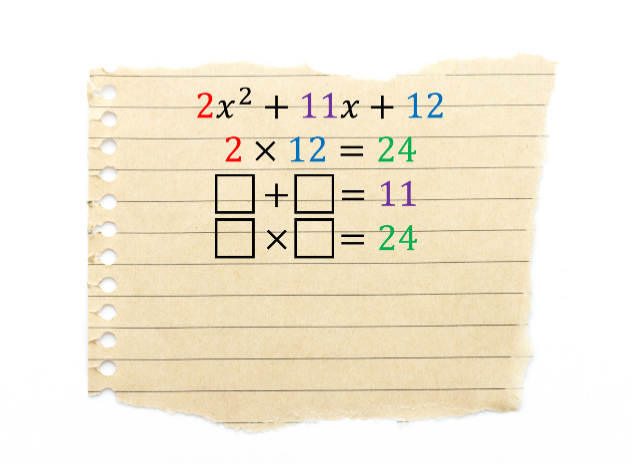 2x² + 11x + 12
2 × 12 = 24
□ + □ = 11
□ × □ = 24